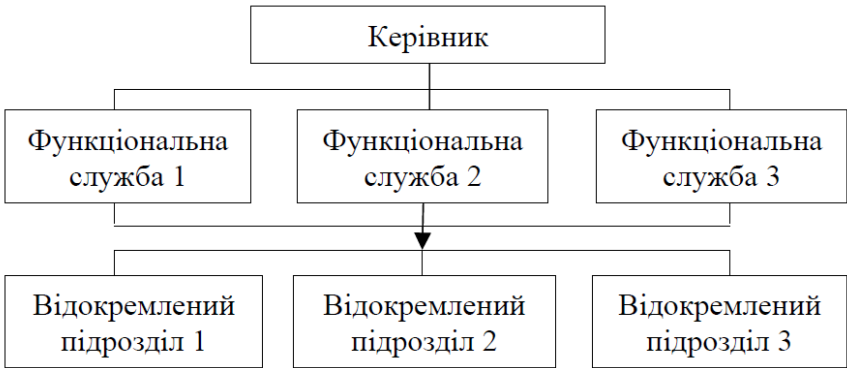 Керівник
Функціональна
служба 1
Функціональна
служба 2
Функціональна
служба 3
Відокремлений
підрозділ 1
Відокремлений
підрозділ 2
Відокремлений
підрозділ 3